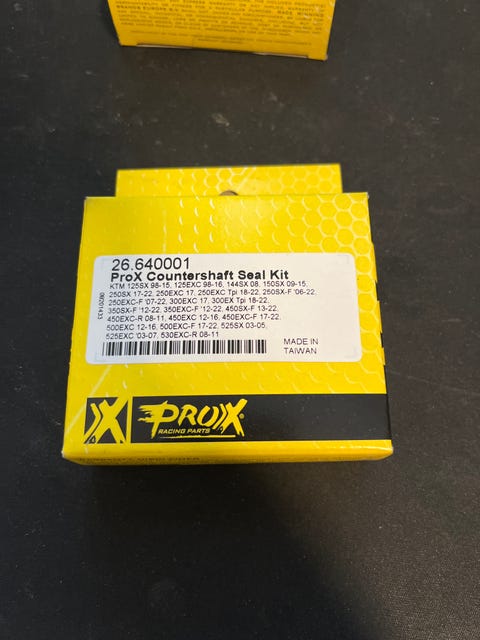 26.640001
ProX Countershaft Seal Kit
KTM 125SX 98-15, 125EXC 98-16, 144SX 08, 150SX 09-15,
250SX 17-22, 250EXC 17, 250EXC Tpi 18-22, 250SX-F '06-22,
250EXC-F '07-22, 300EXC 17, 300EX Tpi 18-22,
350SX-F '12-22, 350EXC-F '12-22, 450SX-F 13-22,
450EXC-R 08-11, 450EXC 12-16, 450EXC-F 17-22,
500EXC 12-16, 500EXC-F 17-22, 525SX 03-05,
525EXC '03-07, 530EXC-R 08-11
MADE IN
TAIWAN
PROX
RACING PARTS